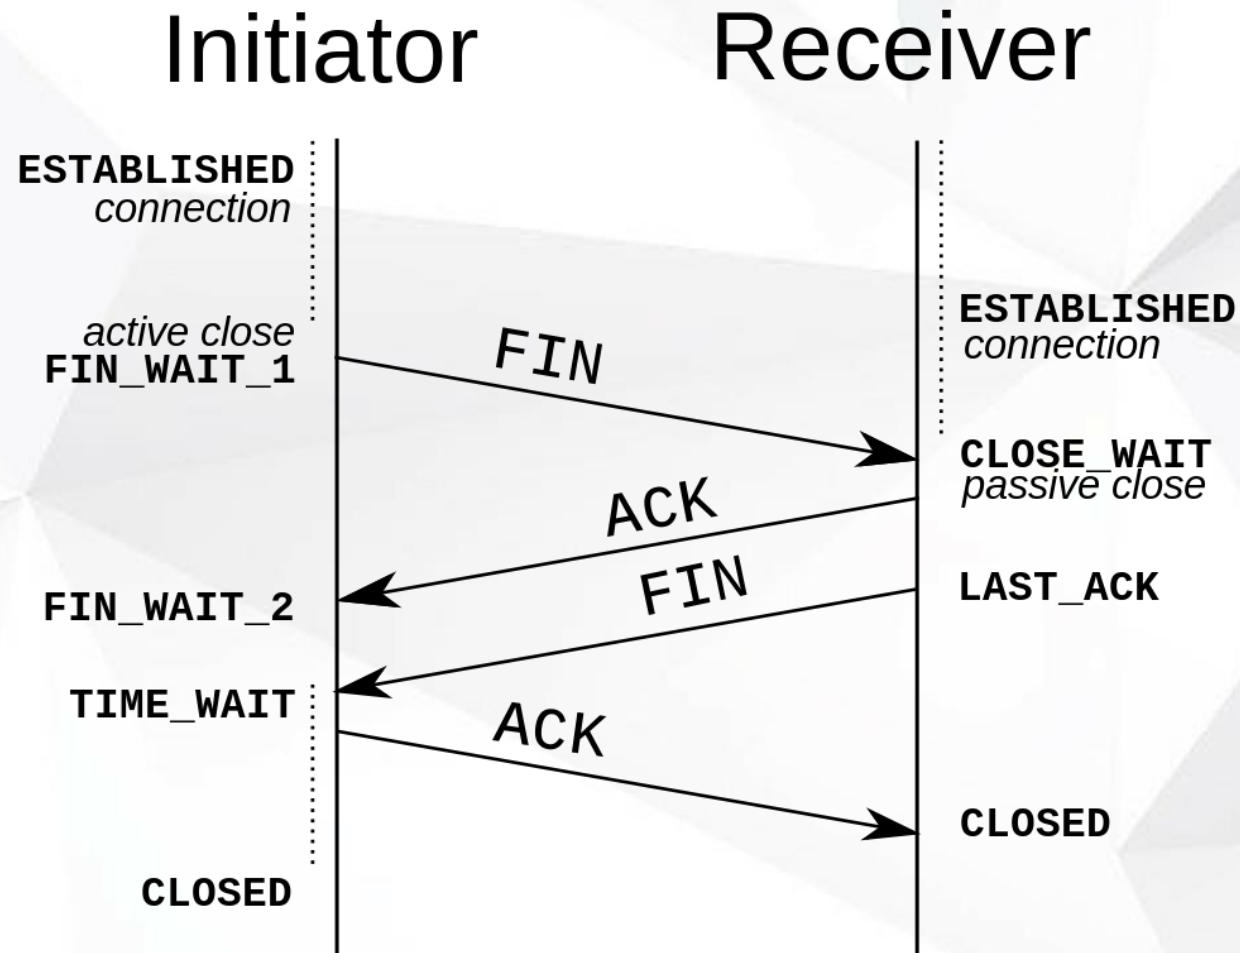 Initiator
Receiver
ESTABLISHED
connection
ESTABLISHED
connection
active close
FIN_WAIT_1
FIN
CLOSE_WAIT
passive close
ACK
FIN
LAST_ACK
FIN_WAIT_2
TIME_WAIT
ACK
CLOSED
CLOSED